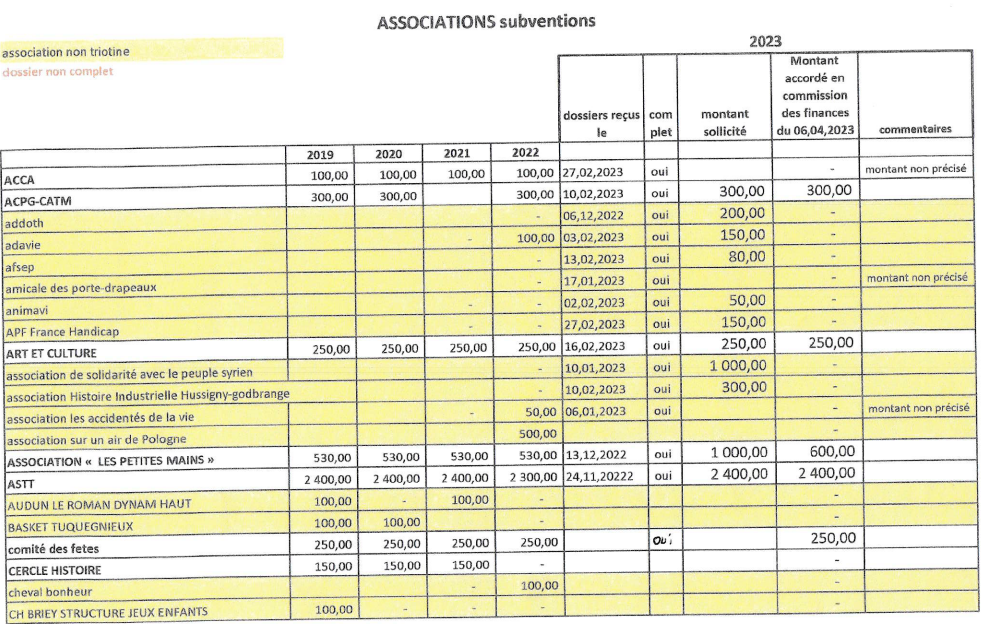 ASSOCIATIONS subventions
association non triotine
dossier non complet
2023
dossiers reçus le
com plet
montant sollicité
Montant accordé en commission des finances du 06,04,2023
commentaires
2019 2020 2021 2022
ACCA 100,00 100,00 100,00 100,00 27,02,2023 oui - montant non précisé
ACPG-CATM 300,00 300,00 300,00 10,02,2023 oui 300,00 300,00
addoth - 06,12,2022 oui 200,00 -
adavie - 100,00 03,02,2023 oui 150,00 -
afsep - 13,02,2023 oui 80,00 -
amicale des porte-drapeaux - 17,01,2023 oui - montant non précisé
animavi - - 02,02,2023 oui 50,00 -
APF France Handicap - - 27,02,2023 oui 150,00 -
ART ET CULTURE 250,00 250,00 250,00 250,00 16,02,2023 oui 250,00 250,00
association de solidarité avec le peuple syrien - 10,01,2023 oui 1 000,00 -
association Histoire Industrielle Hussigny-godbrange - 10,02,2023 oui 300,00 -
association les accidentés de la vie - 50,00 06,01,2023 oui - montant non précisé
association sur un air de Pologne 500,00 -
ASSOCIATION « LES PETITES MAINS » 530,00 530,00 530,00 530,00 13,12,2022 oui 1 000,00 600,00
ASTT 2 400,00 2 400,00 2 400,00 2 300,00 24,11,20222 oui 2 400,00 2 400,00
AUDUN LE ROMAN DYNAM HAUT 100,00 - 100,00 - -
BASKET TUQUEGNIEUX 100,00 100,00 - -
comité des fetes 250,00 250,00 250,00 250,00 oui 250,00
CERCLE HISTOIRE 150,00 150,00 150,00 - -
cheval bonheur - 100,00 -
CH BRIEY STRUCTURE JEUX ENFANTS 100,00 - - - -